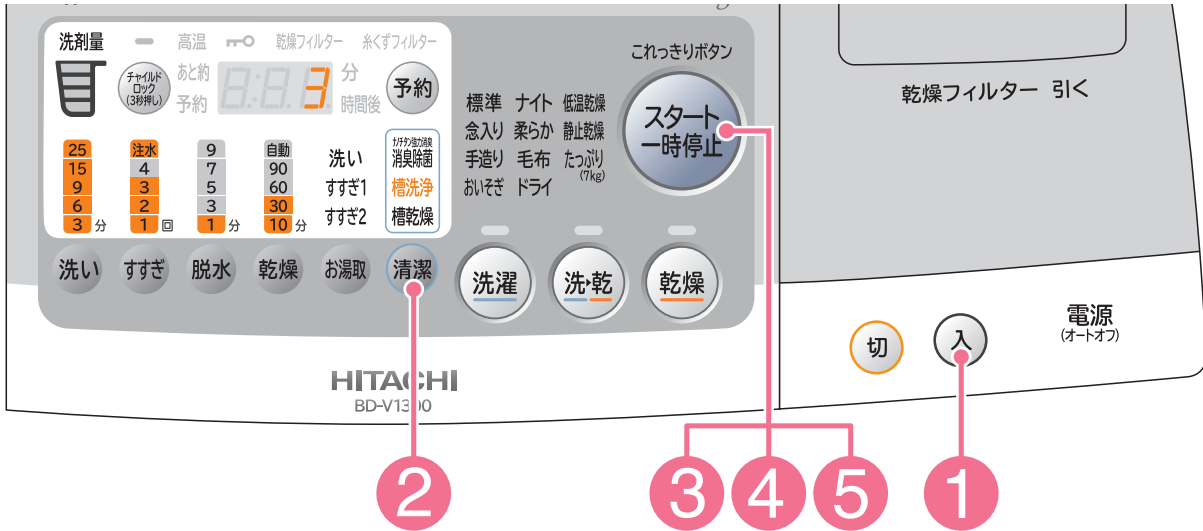 洗剤量
高温
乾燥フィルター
糸くずフィルター
チャイルド
ロック
(3秒押し)
あと約
予約
8:8 3
分
時間後
予約
25
15
9
6
3 分
注水
4
3
2
1 回
9
7
5
3
1 分
自動
90
60
30
10 分
洗い
すすぎ1
すすぎ2
消臭除菌
槽洗浄
槽乾燥
洗い
すすぎ
脱水
乾燥
お湯取
清潔
標準 ナイト 低温乾燥
念入り 柔らか 静止乾燥
手造り 毛布 たっぷり
(7kg)
おいそぎ ドライ
これっきりボタン
スタート
一時停止
洗濯
洗・乾
乾燥
乾燥フィルター 引く
切
入
電源
(オートオフ)
HITACHI
BD-V1300
2
3
4
5
1